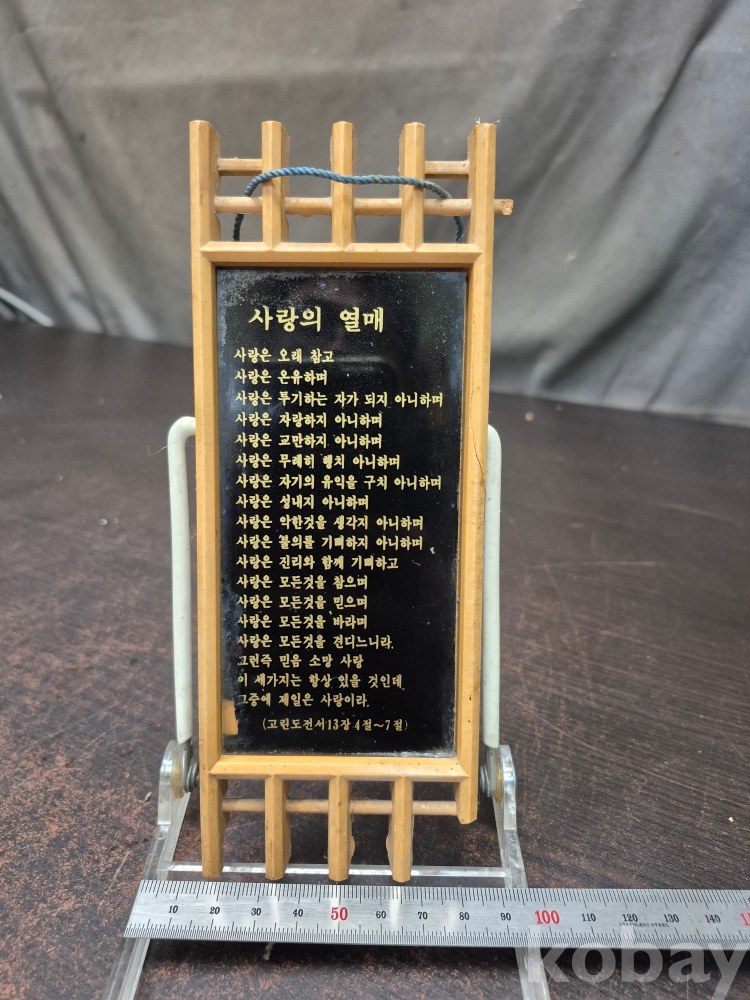 사랑의 열매
사랑은 오래 참고
사랑은 온유하며
사랑은 투기하는 자가 되지 아니하며
사랑은 자랑하지 아니하며
사랑은 교만하지 아니하며
사랑은 무례히 행치 아니하며
사랑은 자기의 유익을 구치 아니하며
사랑은 성내지 아니하며
사랑은 악한것을 생각지 아니하며
사랑은 불의를 기뻐하지 아니하며
사랑은 진리와 함께 기뻐하고
사랑은 모든것을 참으며
사랑은 모든것을 믿으며
사랑은 모든것을 바라며
사랑은 모든것을 견디느니라.
그런즉 믿음 소망 사랑
이 세가지는 항상 있을 것인데
그중에 제일은 사랑이라.
(고린도전서13장 4절~7절)
10 20 30 40 50 60 70 80 90 100 110 120 130 140
STAINLESS STEEL
kobay